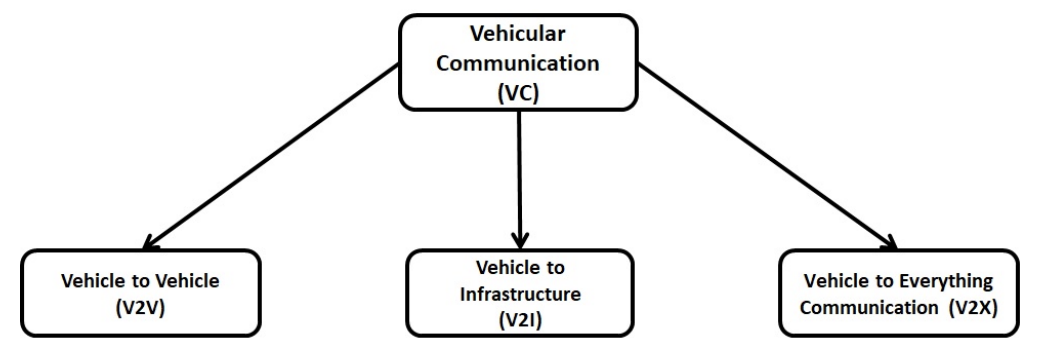 Vehicular
Communication
(VC)
Vehicle to Vehicle
(V2V)
Vehicle to
Infrastructure
(V2I)
Vehicle to Everything
Communication (V2X)